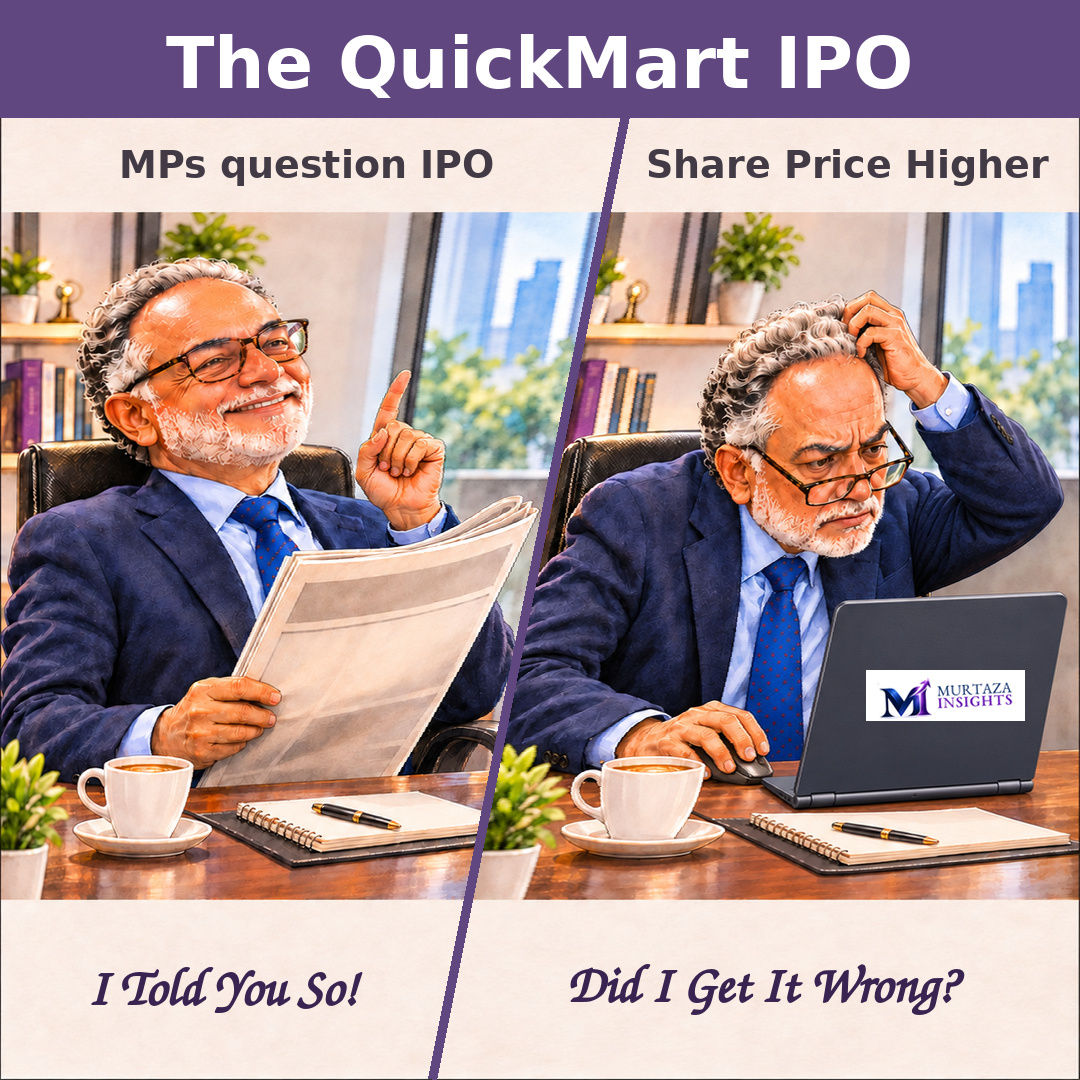 The QuickMart IPO
MPs question IPO
Share Price Higher
MURTAZA
INSIGHTS
I Told You So!
Did I Get It Wrong?